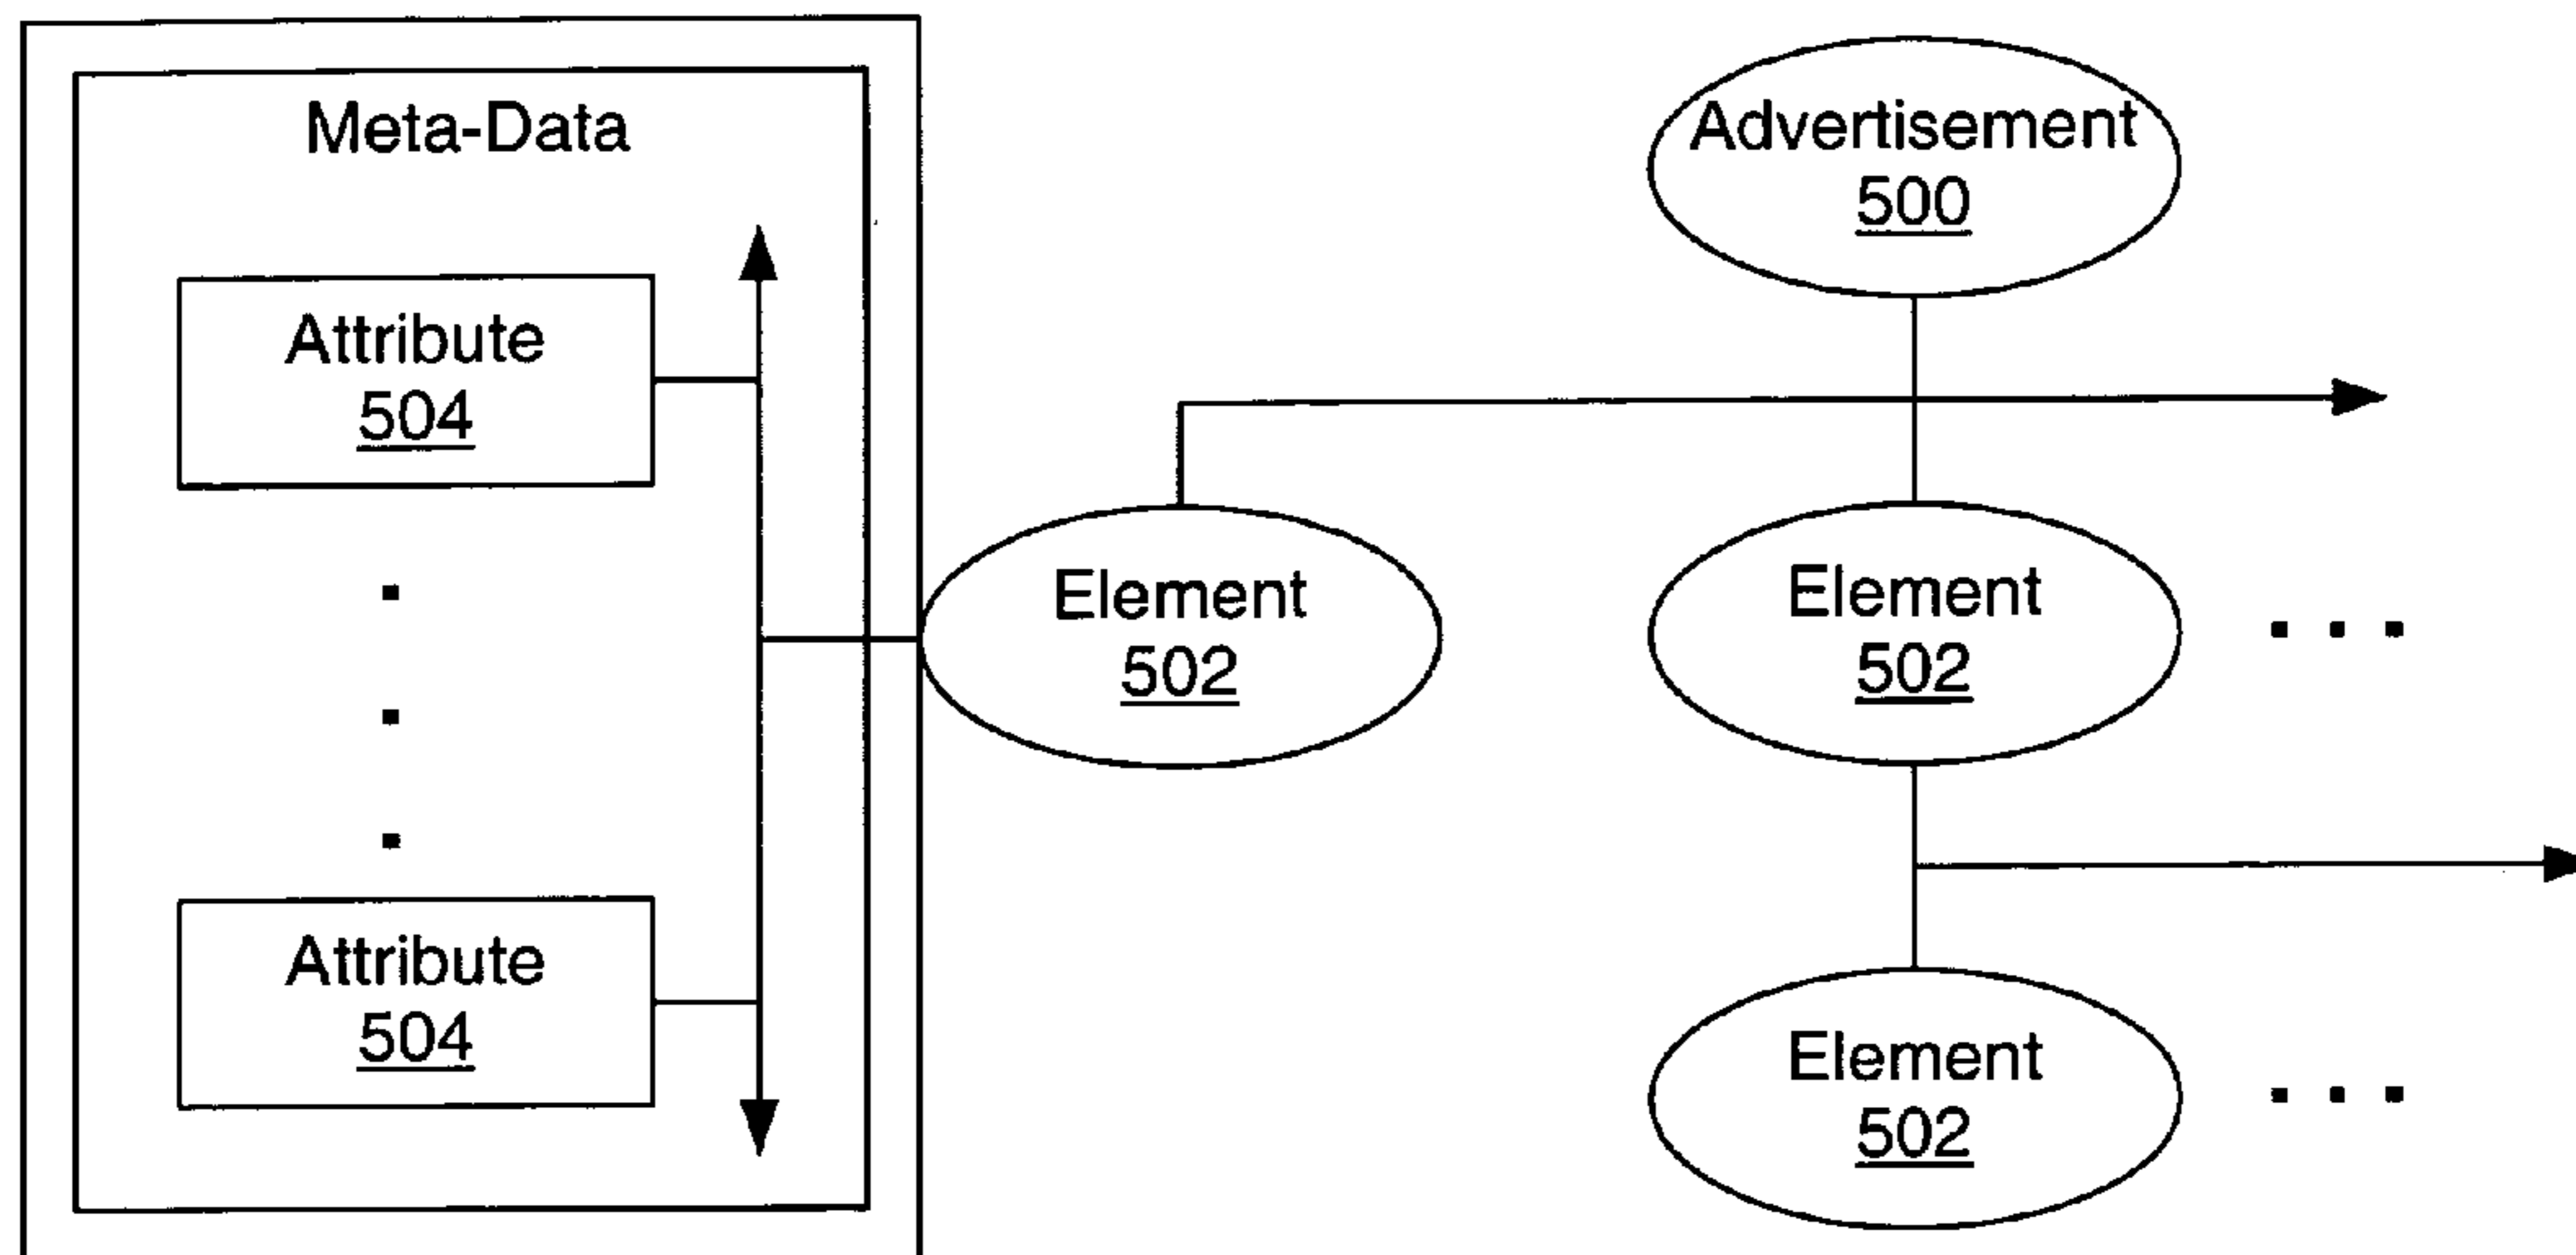 Meta-Data
Attribute
504
Attribute
504
Advertisement
500
Element
502
Element
502
. . .
Element
502
. . .